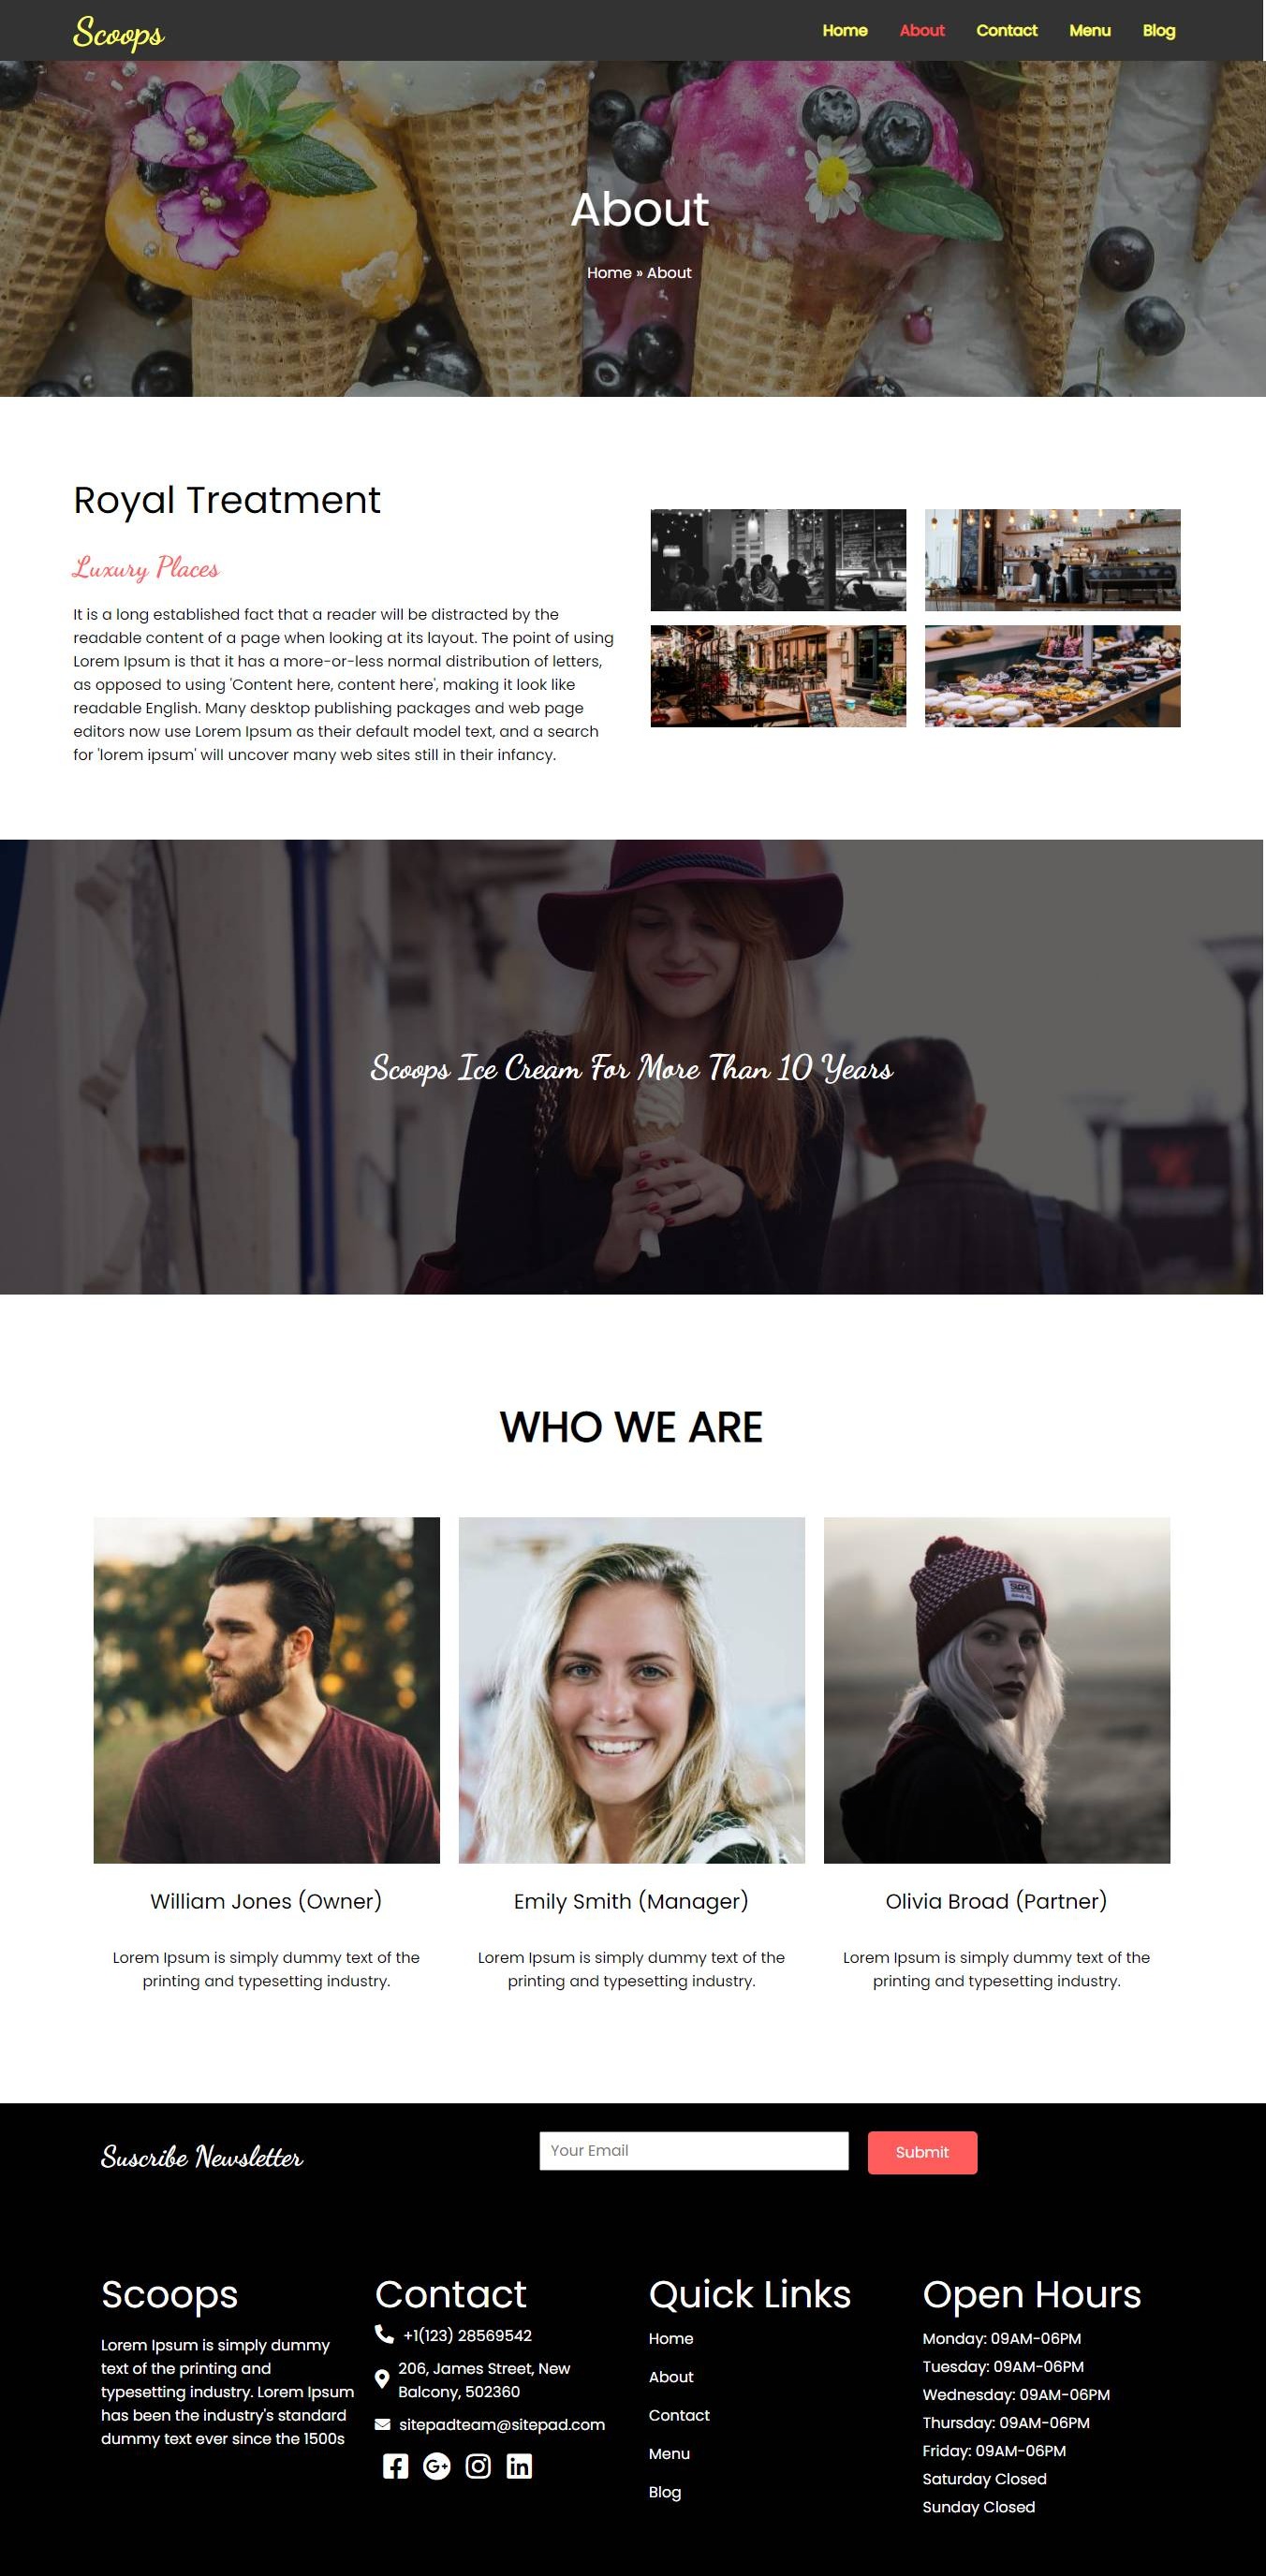 Scoops
Home About Contact Menu Blog
About
Home » About
Royal Treatment
Luxury Places
It is a long established fact that a reader will be distracted by the
readable content of a page when looking at its layout. The point of using
Lorem Ipsum is that it has a more-or-less normal distribution of letters,
as opposed to using 'Content here, content here', making it look like
readable English. Many desktop publishing packages and web page
editors now use Lorem Ipsum as their default model text, and a search
for 'lorem ipsum' will uncover many web sites still in their infancy.
Scoops Ice Cream For More Than 10 Years
WHO WE ARE
William Jones (Owner)
Lorem Ipsum is simply dummy text of the
printing and typesetting industry.
Emily Smith (Manager)
Lorem Ipsum is simply dummy text of the
printing and typesetting industry.
Olivia Broad (Partner)
Lorem Ipsum is simply dummy text of the
printing and typesetting industry.
Suscribe Newsletter
Your Email
Submit
Scoops
Lorem Ipsum is simply dummy
text of the printing and
typesetting industry. Lorem Ipsum
has been the industry's standard
dummy text ever since the 1500s
Contact
+1(123) 28569542
206, James Street, New
Balcony, 502360
sitepadteam@sitepad.com
Quick Links
Home
About
Contact
Menu
Blog
Open Hours
Monday: 09AM-06PM
Tuesday: 09AM-06PM
Wednesday: 09AM-06PM
Thursday: 09AM-06PM
Friday: 09AM-06PM
Saturday Closed
Sunday Closed